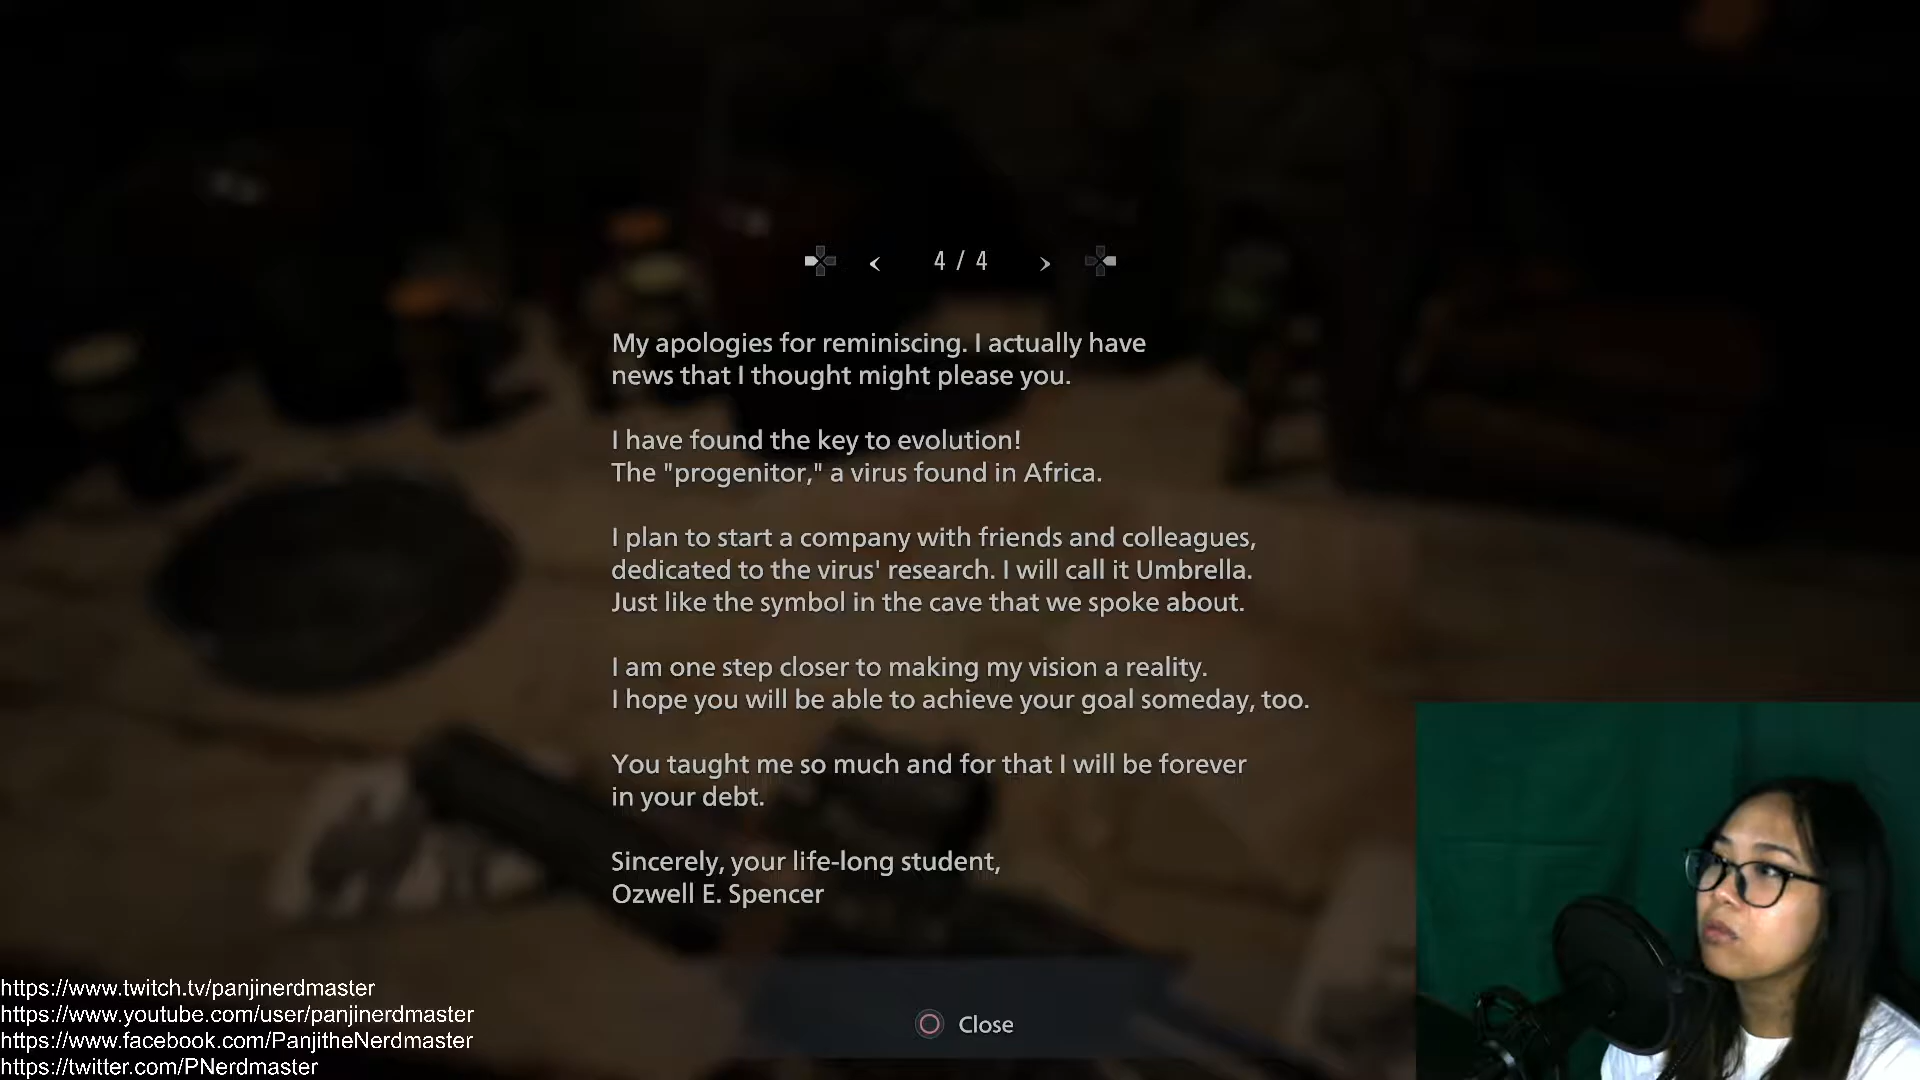 4 / 4
My apologies for reminiscing. I actually have
news that I thought might please you.
I have found the key to evolution!
The "progenitor," a virus found in Africa.
I plan to start a company with friends and colleagues,
dedicated to the virus' research. I will call it Umbrella.
Just like the symbol in the cave that we spoke about.
I am one step closer to making my vision a reality.
I hope you will be able to achieve your goal someday, too.
You taught me so much and for that I will be forever
in your debt.
Sincerely, your life-long student,
Ozwell E. Spencer
Close
https://www.twitch.tv/panjinerdmaster
https://www.youtube.com/user/panjinerdmaster
https://www.facebook.com/PanjitheNerdmaster
https://twitter.com/PNerdmaster